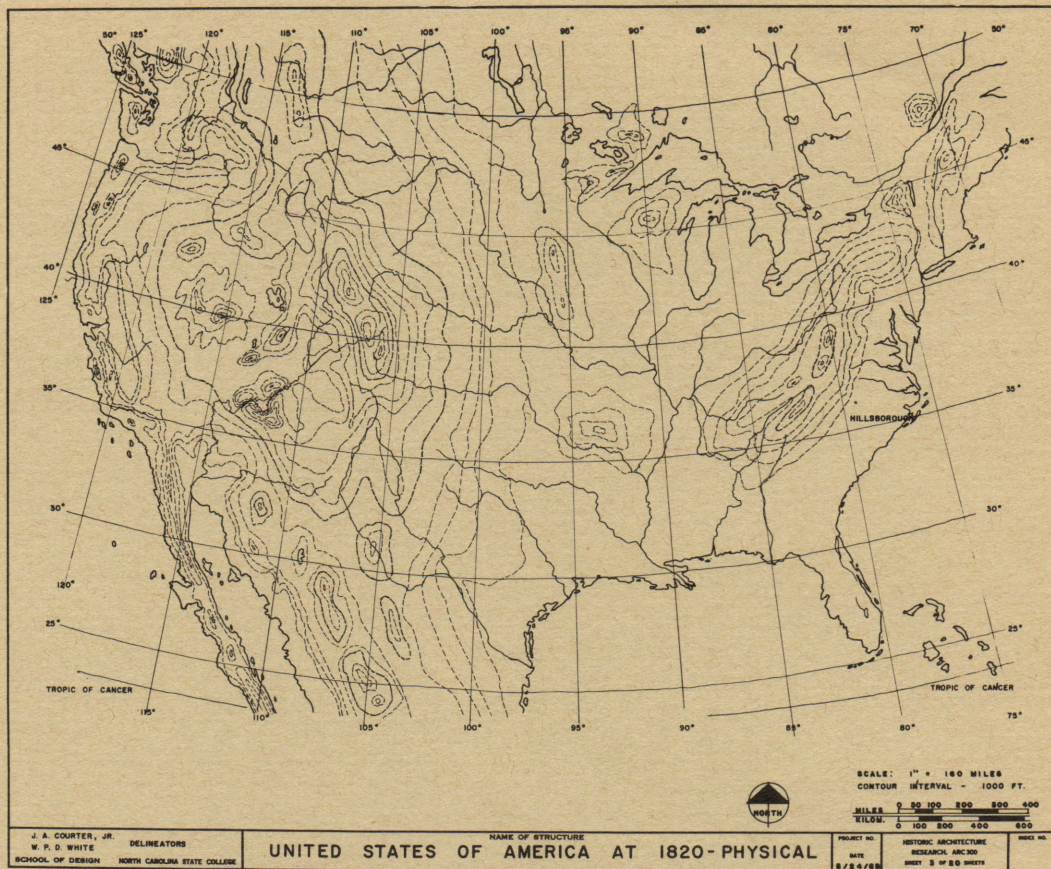 50° 125° 120° 115° 110° 105° 100° 95° 90° 85° 80° 75° 70° 50°
45° 45°
40° 40°
125°
35° 35°
HILLSBOROUGH
30° 30°
120°
25° 25°
TROPIC OF CANCER TROPIC OF CANCER
115° 110° 105° 100° 95° 90° 85° 80° 75°
SCALE: 1" = 160 MILES
CONTOUR INTERVAL - 1000 FT.
NORTH
MILES 0 50 100 200 300 400
KILOM. 0 100 200 400 600
J. A. COURTER, JR.
W. P. D. WHITE
DELINEATORS
SCHOOL OF DESIGN NORTH CAROLINA STATE COLLEGE
NAME OF STRUCTURE
UNITED STATES OF AMERICA AT 1820-PHYSICAL
PROJECT NO.
DATE
HISTORIC ARCHITECTURE
RESEARCH, ARC 300
SHEET 3 OF 20 SHEETS
INDEX NO.